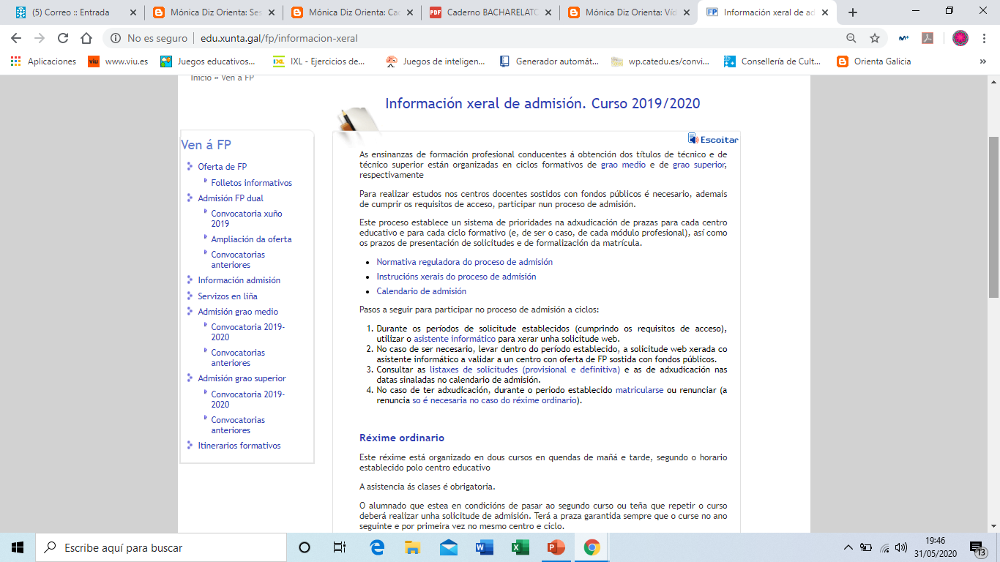 (5) Correo :: Entrada
Mónica Diz Orienta: Ses
Mónica Diz Orienta: Ca
PDF
Caderno BACHARELATO
Mónica Diz Orienta: Víd
FP
Información xeral de ad
No es seguro
edu.xunta.gal/fp/informacion-xeral
Aplicaciones
viu
www.viu.es
Juegos educativos...
IXL - Ejercicios de...
Juegos de inteligen...
Generador automát...
wp.catedu.es/convi...
Consellería de Cult...
Orienta Galicia
»
Inicio » Ven á FP
Información xeral de admisión. Curso 2019/2020
Ven á FP
Oferta de FP
Folletos informativos
Admisión FP dual
Convocatoria xuño
2019
Ampliación da oferta
Convocatorias
anteriores
Información admisión
Servizos en liña
Admisión grao medio
Convocatoria 2019-
2020
Convocatorias
anteriores
Admisión grao superior
Convocatoria 2019-
2020
Convocatorias
anteriores
Itinerarios formativos
Escoitar
As ensinanzas de formación profesional conducentes á obtención dos títulos de técnico e de
técnico superior están organizadas en ciclos formativos de grao medio e de grao superior,
respectivamente
Para realizar estudos nos centros docentes sostidos con fondos públicos é necesario, ademais
de cumprir os requisitos de acceso, participar nun proceso de admisión.
Este proceso establece un sistema de prioridades na adxudicación de prazas para cada centro
educativo e para cada ciclo formativo (e, de ser o caso, de cada módulo profesional), así como
os prazos de presentación de solicitudes e de formalización da matrícula.
• Normativa reguladora do proceso de admisión
• Instrucións xerais do proceso de admisión
• Calendario de admisión
Pasos a seguir para participar no proceso de admisión a ciclos:
1. Durante os períodos de solicitude establecidos (cumprindo os requisitos de acceso),
utilizar o asistente informático para xerar unha solicitude web.
2. No caso de ser necesario, levar dentro do período establecido, a solicitude web xerada co
asistente informático a validar a un centro con oferta de FP sostida con fondos públicos.
3. Consultar as listaxes de solicitudes (provisional e definitiva) e as de adxudicación nas
datas sinaladas no calendario de admisión.
4. No caso de ter adxudicación, durante o periodo establecido matricularse ou renunciar (a
renuncia so é necesaria no caso do réxime ordinario).
Réxime ordinario
Este réxime está organizado en dous cursos en quendas de mañá e tarde, segundo o horario
establecido polo centro educativo
A asistencia ás clases é obrigatoria.
O alumnado que estea en condicións de pasar ao segundo curso ou teña que repetir o curso
deberá realizar unha solicitude de admisión. Terá a praza garantida sempre que o curse no ano
seguinte e por primeira vez no mesmo centro e ciclo.
Escribe aquí para buscar
19:46
31/05/2020
13